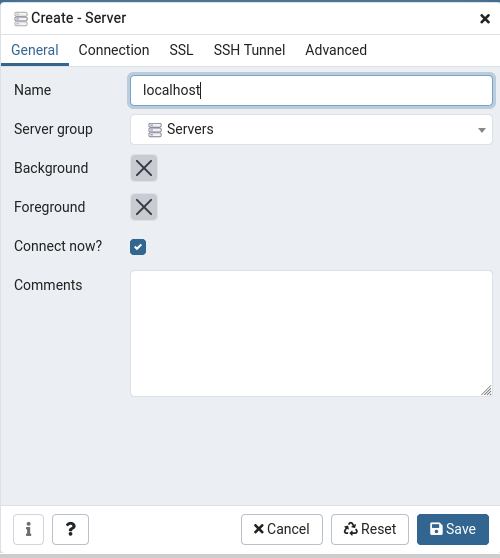 Create - Server
General Connection SSL SSH Tunnel Advanced
Name localhost
Server group Servers
Background
Foreground
Connect now?
Comments
i ? Cancel Reset Save